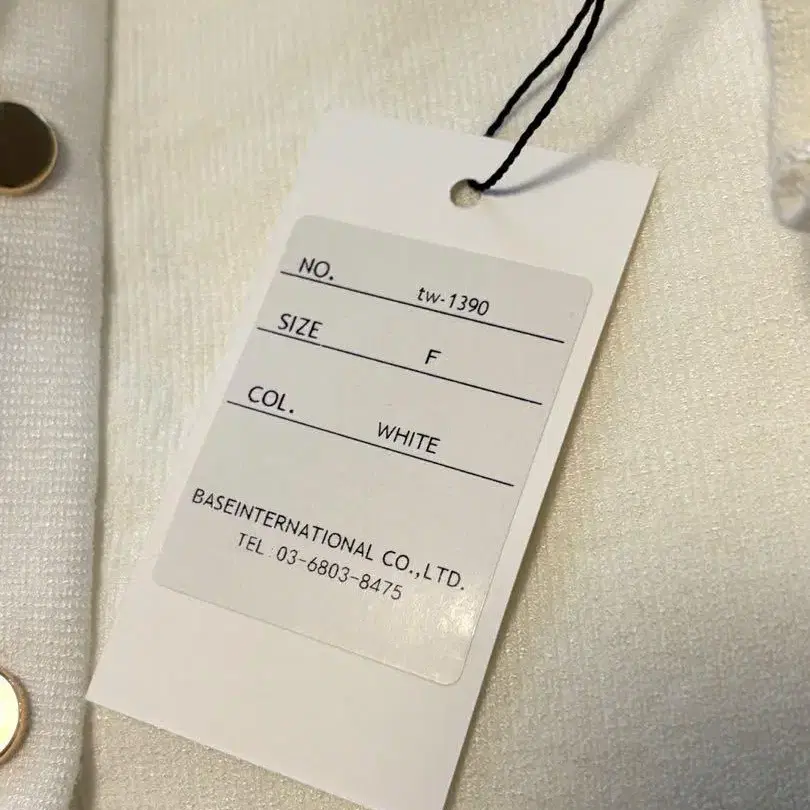 NO. tw-1390
SIZE F
COL. WHITE
BASEINTERNATIONAL CO.,LTD.
TEL:03-6803-8475